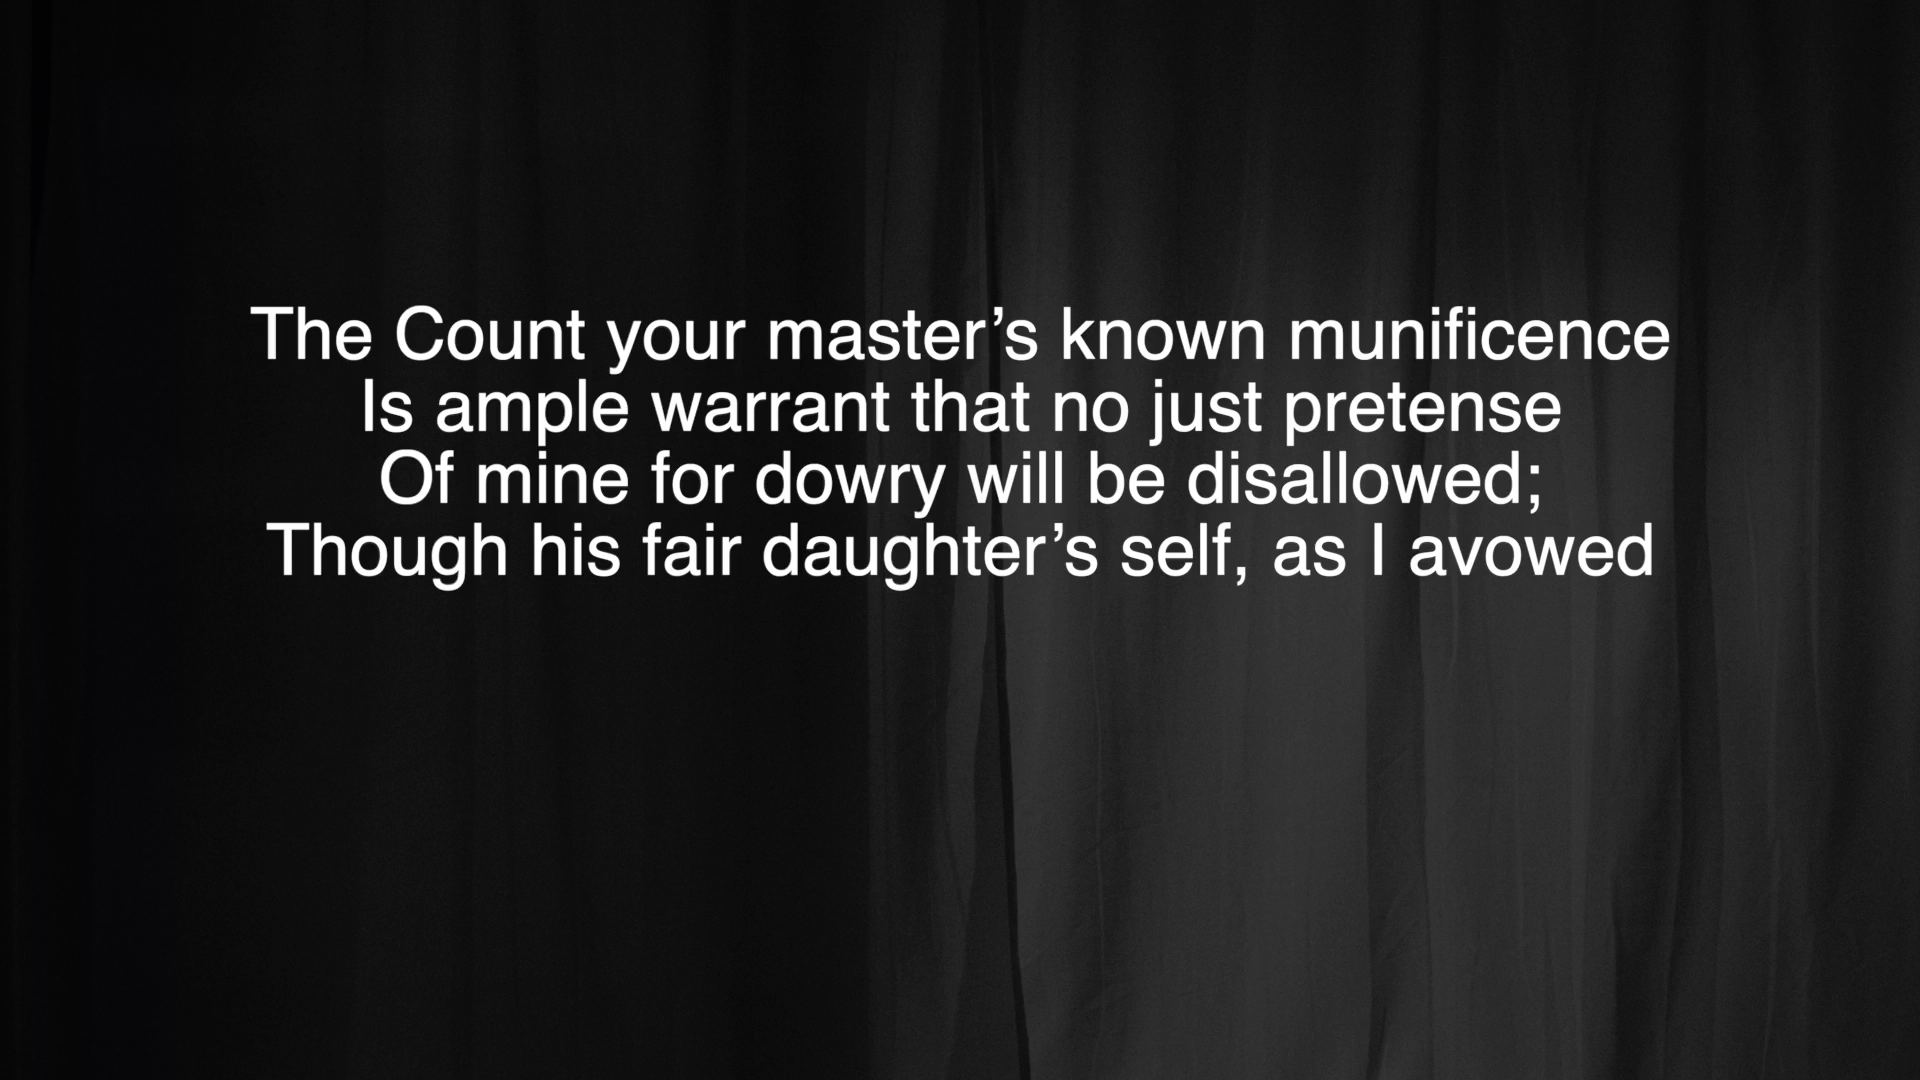 The Count your master’s known munificence
Is ample warrant that no just pretense
Of mine for dowry will be disallowed;
Though his fair daughter’s self, as I avowed